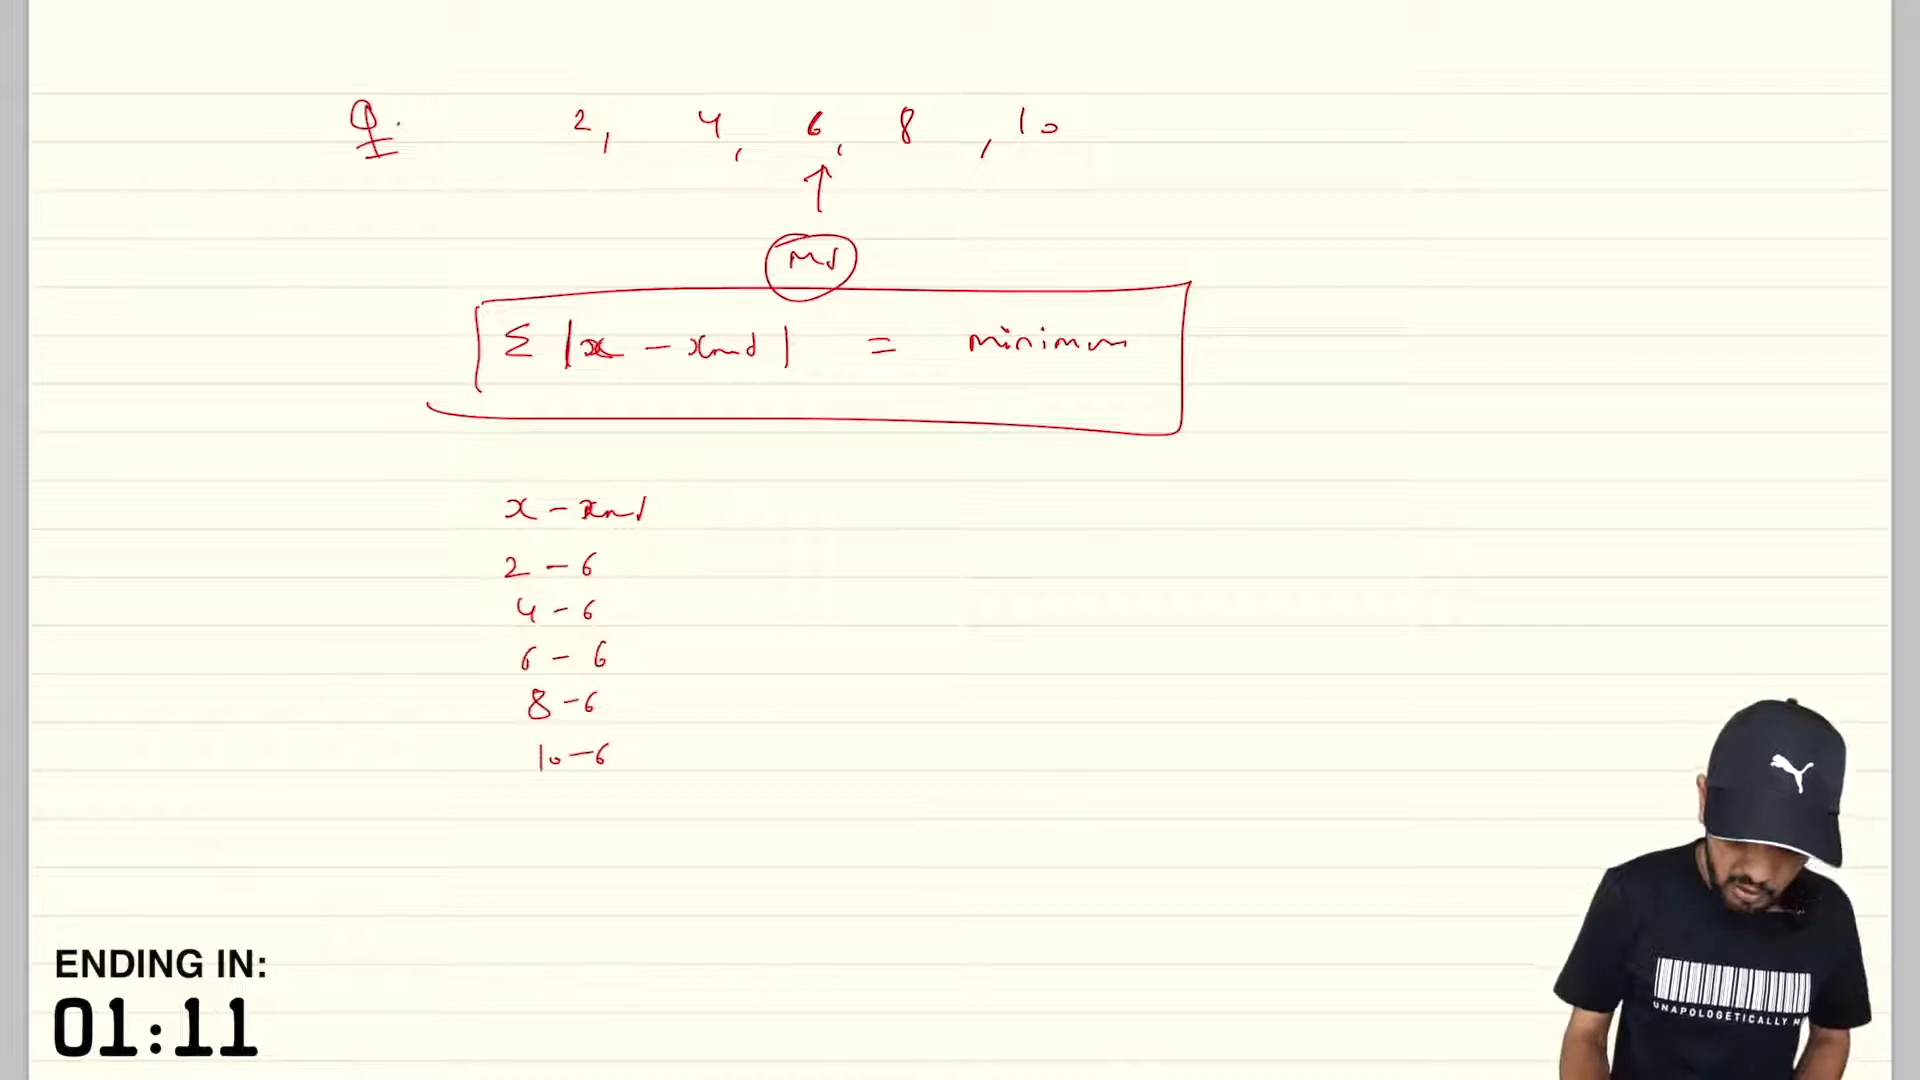 Q. 2, 4, 6, 8, 10
↑
Md
Σ |x - xmd| = minimum
x - xmd
2 - 6
4 - 6
6 - 6
8 - 6
10 - 6
ENDING IN:
01:11
UNAPOLOGETICALLY M